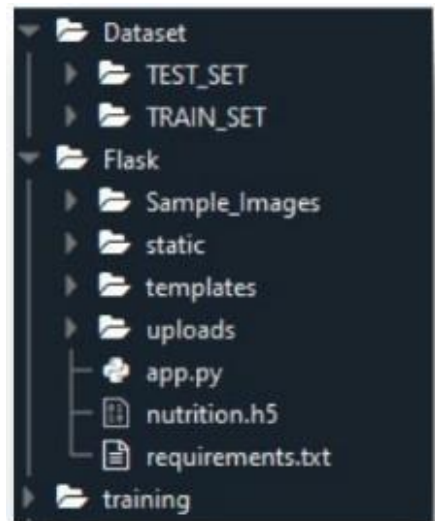 Dataset
TEST_SET
TRAIN_SET
Flask
Sample_Images
static
templates
uploads
app.py
nutrition.h5
requirements.txt
training